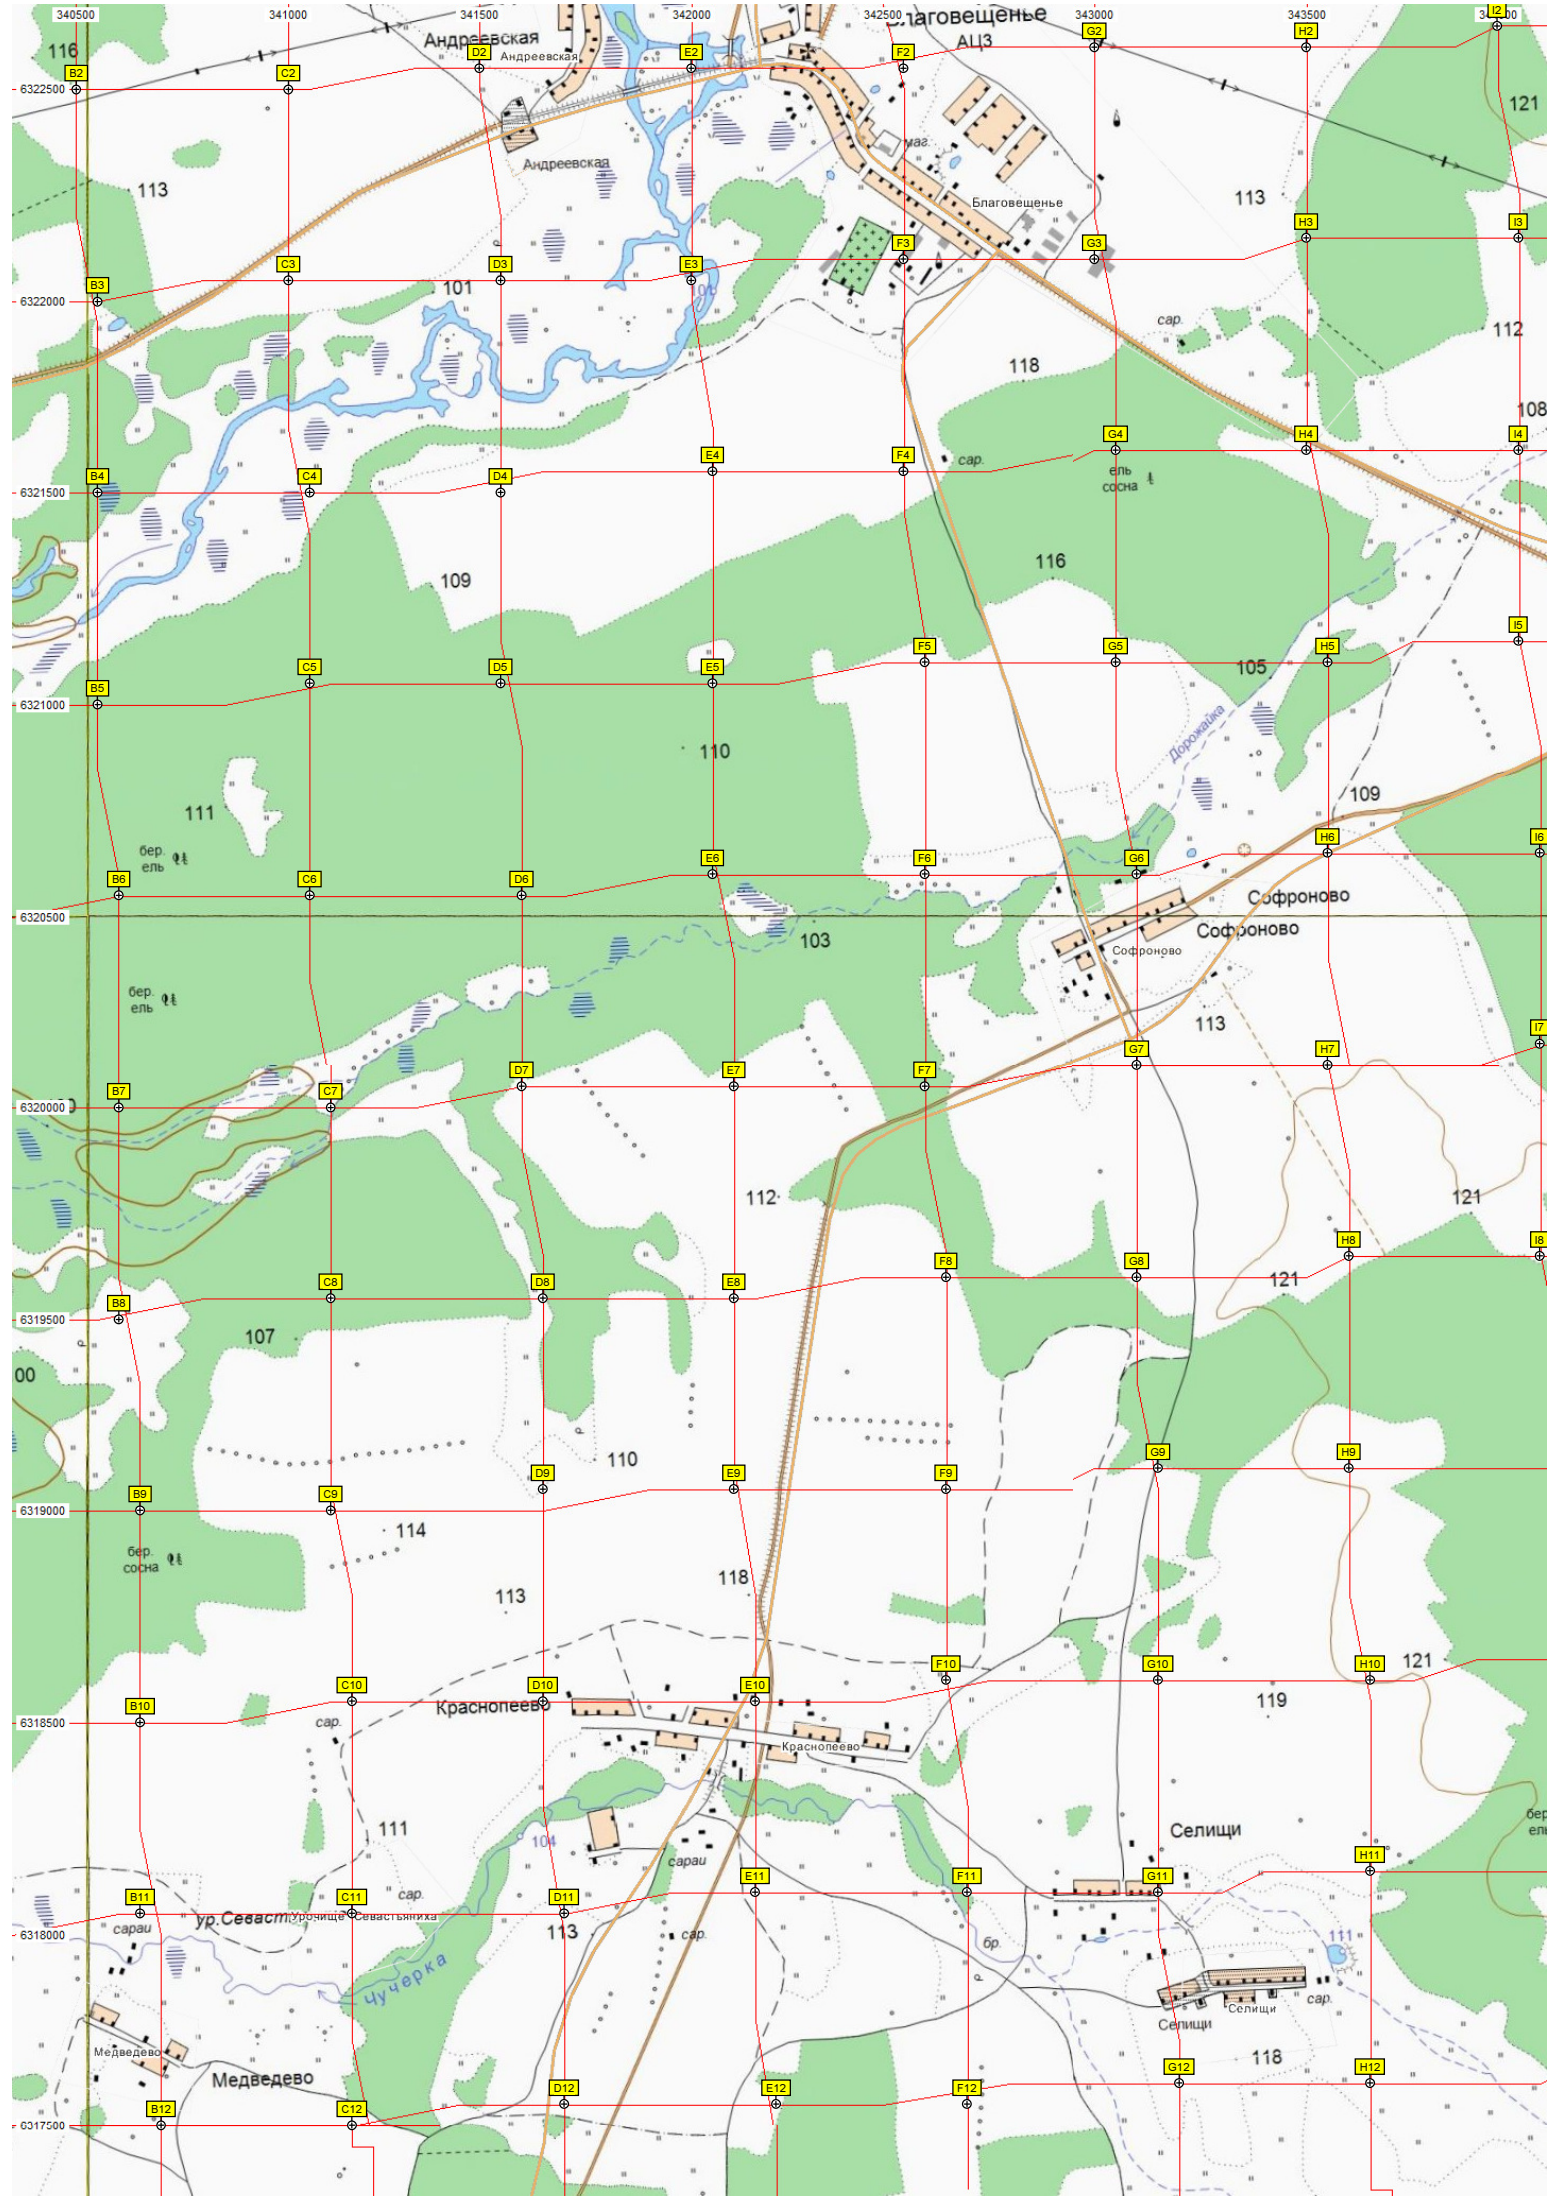 340500 341000 341500 342000 342500 343000 343500
I2
Андреевская
Благовещенье
АЦ3
116
D2 Андреевская E2 F2 G2 H2
B2 C2
6322500
121
маг.
Андреевская
113
113
Благовещенье
F3 G3 H3 I3
B3 C3 D3 E3
6322000
101
сар.
112
118
108
G4 H4 I4
E4 F4
сар.
B4 C4 D4
6321500
ель
сосна
116
109
I5
F5 G5 H5
C5 D5 E5
105
B5
6321000
Дорожайка
110
111
109
бер.
ель
E6 F6 G6 H6 I6
B6 C6 D6
6320500
Софроново
Софроново
103
Софроново
бер.
ель
113
I7
G7 H7
D7 E7 F7
B7 C7
6320000
112
121
H8 I8
F8 G8
121
C8 D8 E8
B8
6319500
107
00
110
G9 H9
D9 E9 F9
B9 C9
6319000
114
бер.
сосна
118
113
F10 G10 H10 121
C10 D10 E10
Краснопеево
119
B10
6318500
сар.
Краснопеево
111
104
Селищи
сараи
H11
E11 F11 G11
B11 C11 D11
сар.
ур.Севаст
Урочище Севастьяниха
сараи
6318000
113
сар.
бр.
111
Чучерка
сар.
Селищи
Селищи
Медведево
118
Медведево
G12 H12
D12 E12 F12
B12 C12
6317500